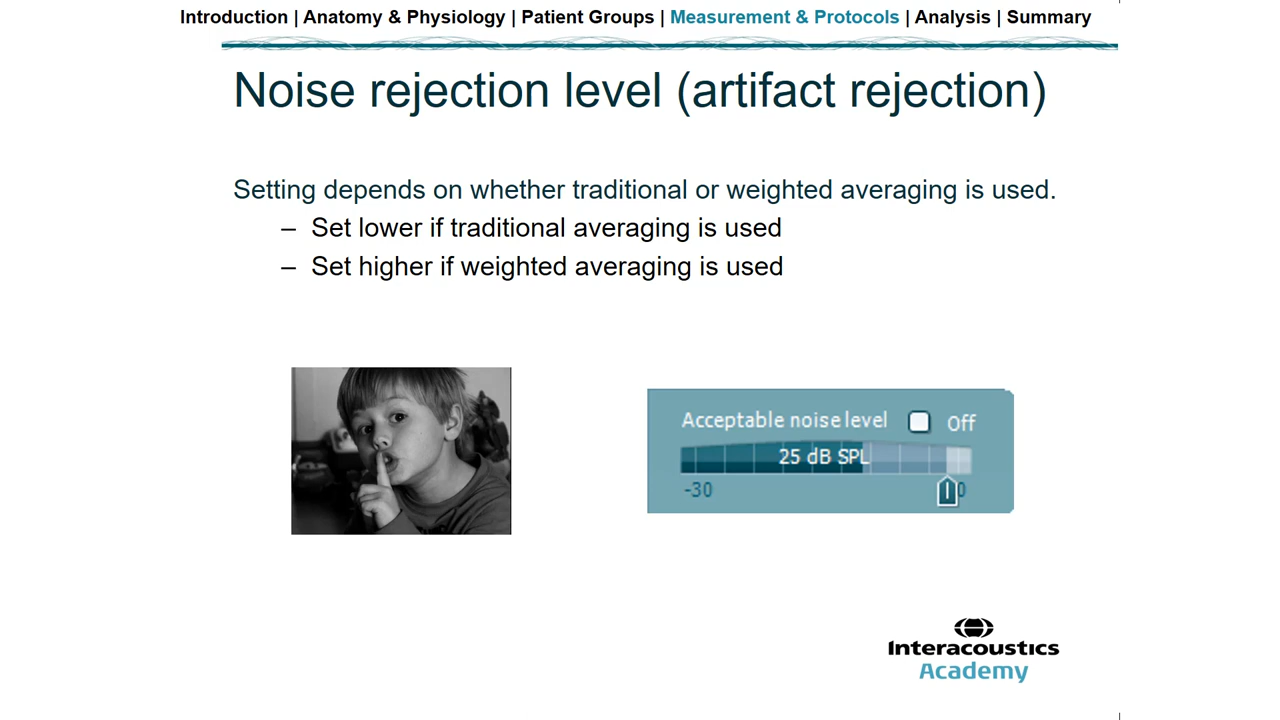 Introduction | Anatomy & Physiology | Patient Groups | Measurement & Protocols | Analysis | Summary
Noise rejection level (artifact rejection)
Setting depends on whether traditional or weighted averaging is used.
– Set lower if traditional averaging is used
– Set higher if weighted averaging is used
Acceptable noise level Off
25 dB SPL
-30
Interacoustics
Academy